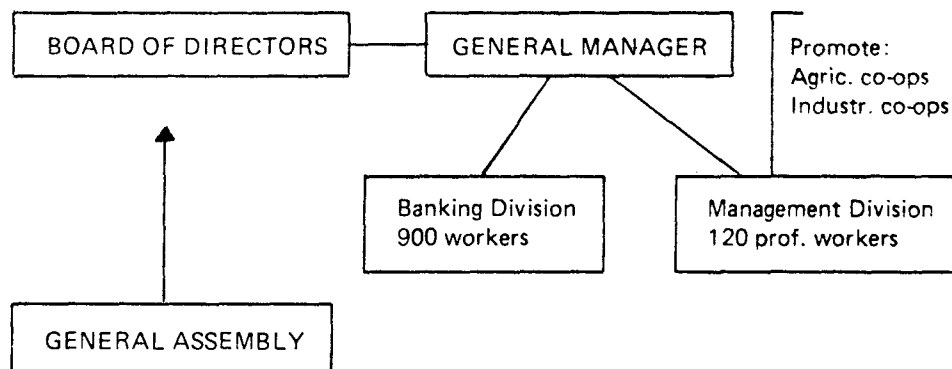 BOARD OF DIRECTORS
GENERAL MANAGER
Promote:
Agric. co-ops
Industr. co-ops
Banking Division
900 workers
Management Division
120 prof. workers
GENERAL ASSEMBLY